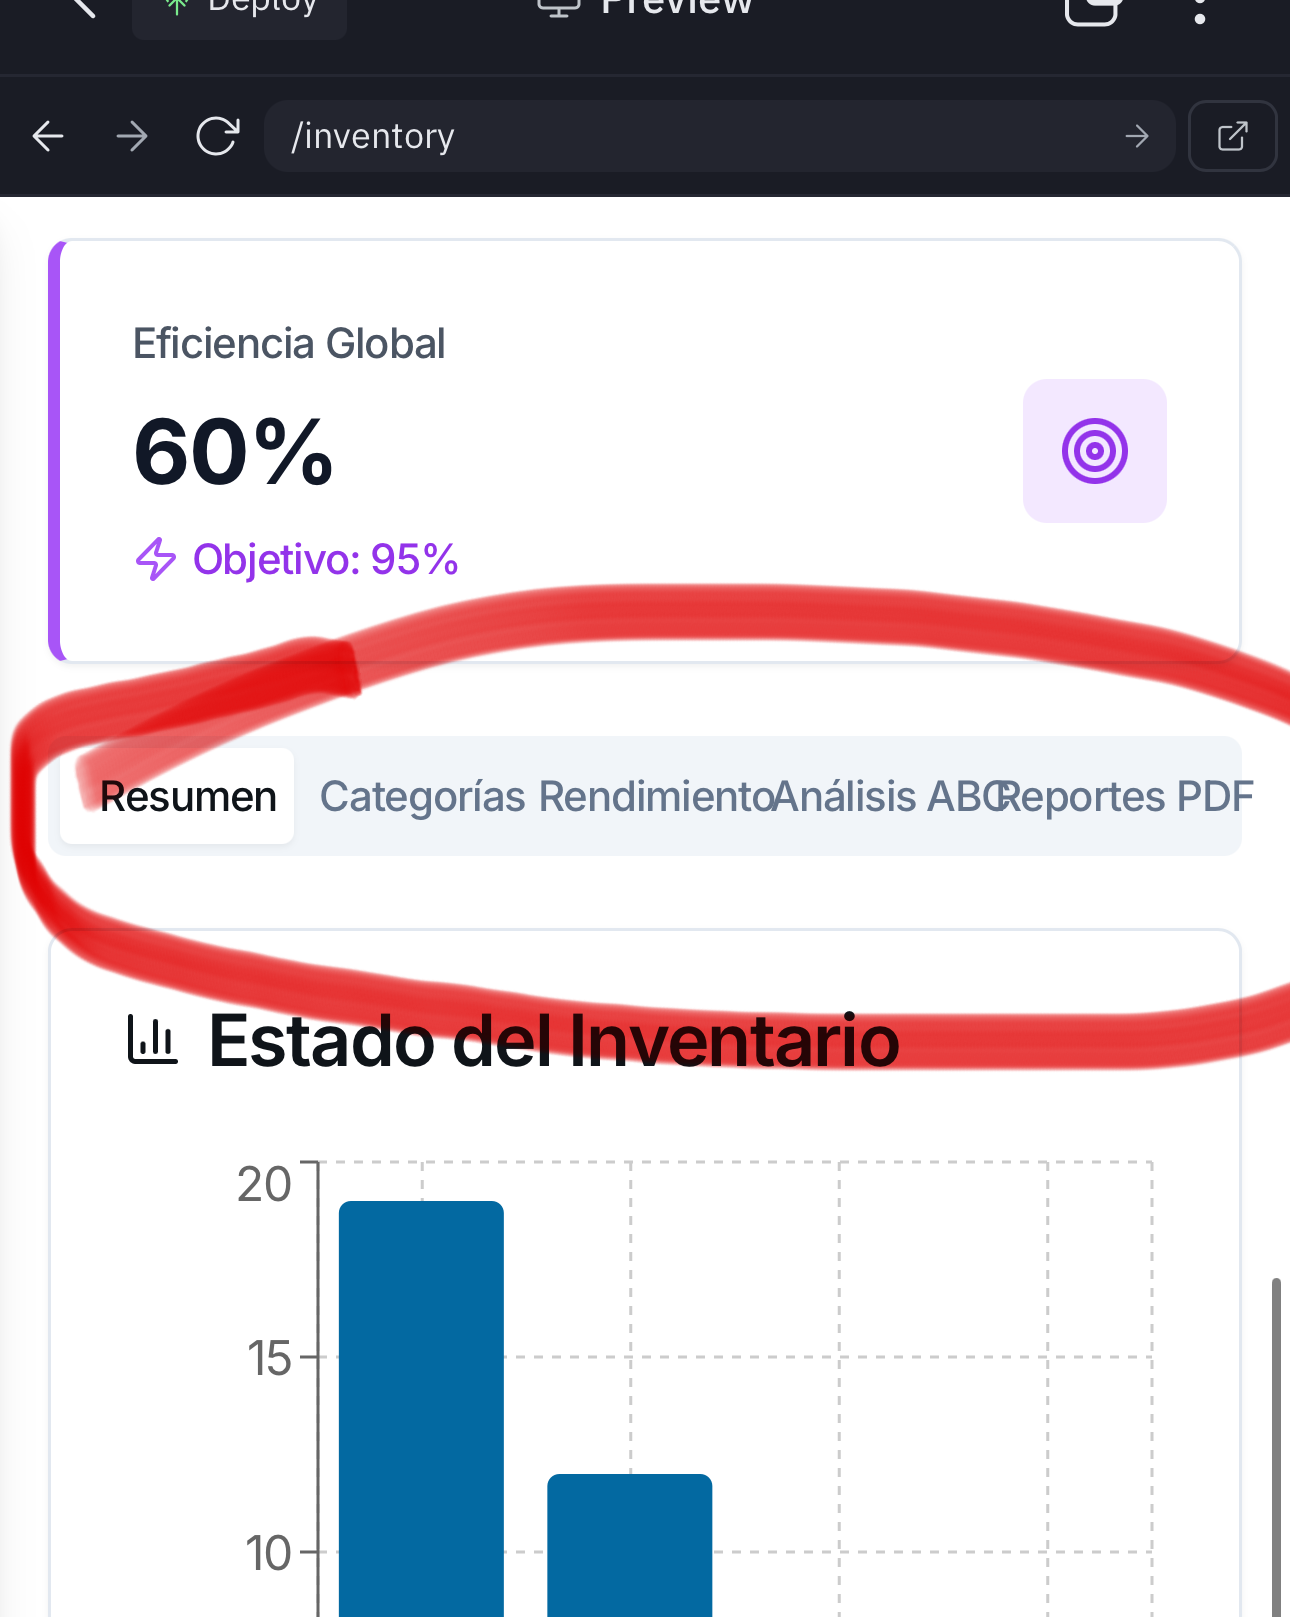 Deploy
Preview
/inventory
Eficiencia Global
60%
Objetivo: 95%
Resumen Categorías Rendimiento Análisis ABC Reportes PDF
Estado del Inventario
20
15
10